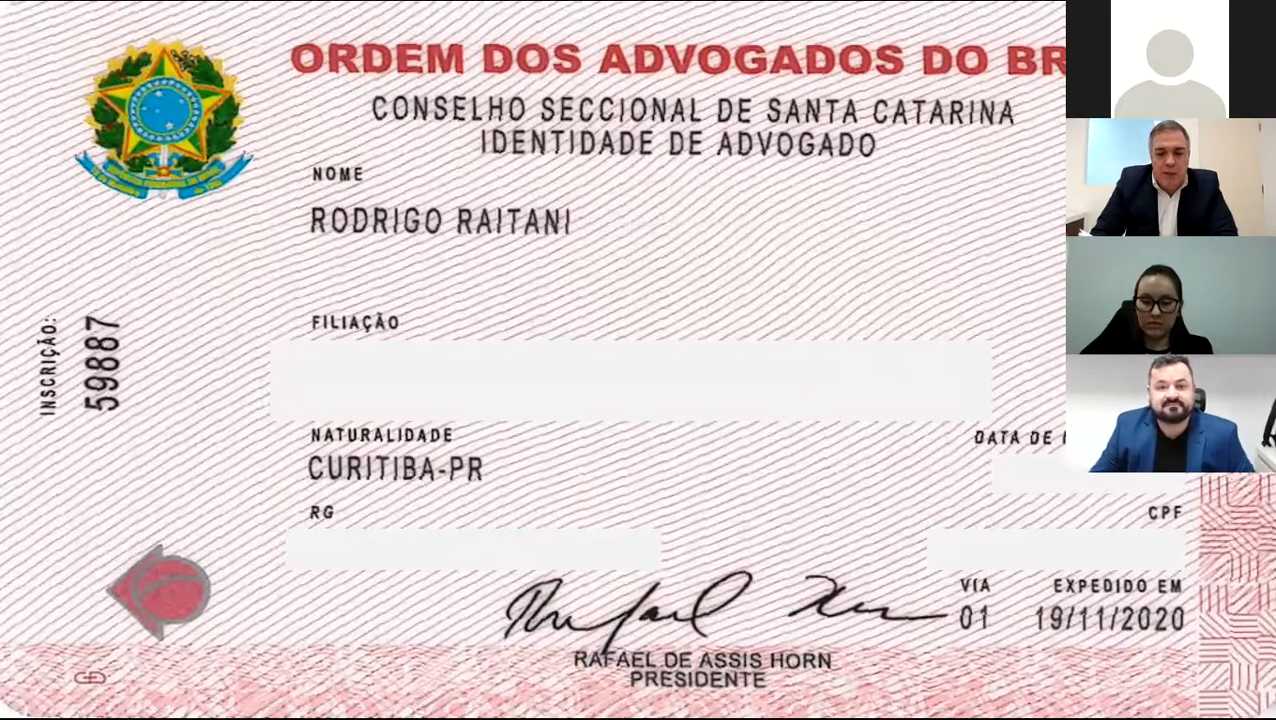 ORDEM DOS ADVOGADOS DO BR
CONSELHO SECCIONAL DE SANTA CATARINA
IDENTIDADE DE ADVOGADO
NOME
RODRIGO RAITANI
INSCRIÇÃO:
59887
FILIAÇÃO
NATURALIDADE
CURITIBA-PR
DATA DE
RG
CPF
VIA
EXPEDIDO EM
01
19/11/2020
RAFAEL DE ASSIS HORN
PRESIDENTE